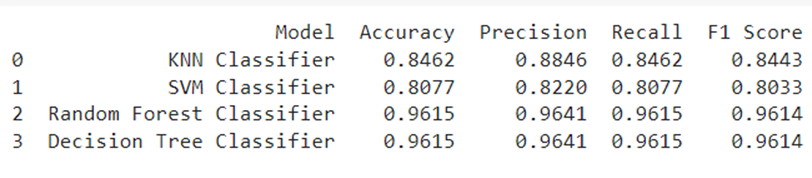 Model Accuracy Precision Recall F1 Score
0 KNN Classifier 0.8462 0.8846 0.8462 0.8443
1 SVM Classifier 0.8077 0.8220 0.8077 0.8033
2 Random Forest Classifier 0.9615 0.9641 0.9615 0.9614
3 Decision Tree Classifier 0.9615 0.9641 0.9615 0.9614